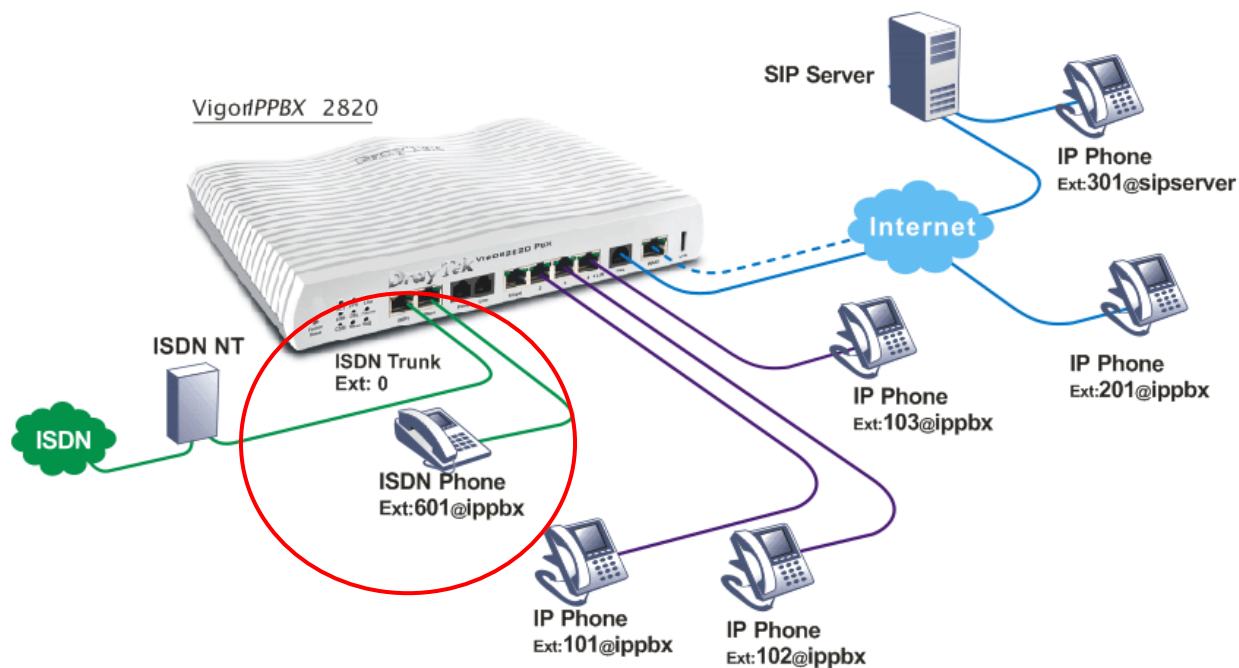 VigorIPPBX 2820
SIP Server
IP Phone
Ext:301@sipserver
Internet
DrayTek
ISDN NT
ISDN Trunk
Ext: 0
ISDN
ISDN Phone
Ext:601@ippbx
IP Phone
Ext:103@ippbx
IP Phone
Ext:201@ippbx
IP Phone
Ext:101@ippbx
IP Phone
Ext:102@ippbx